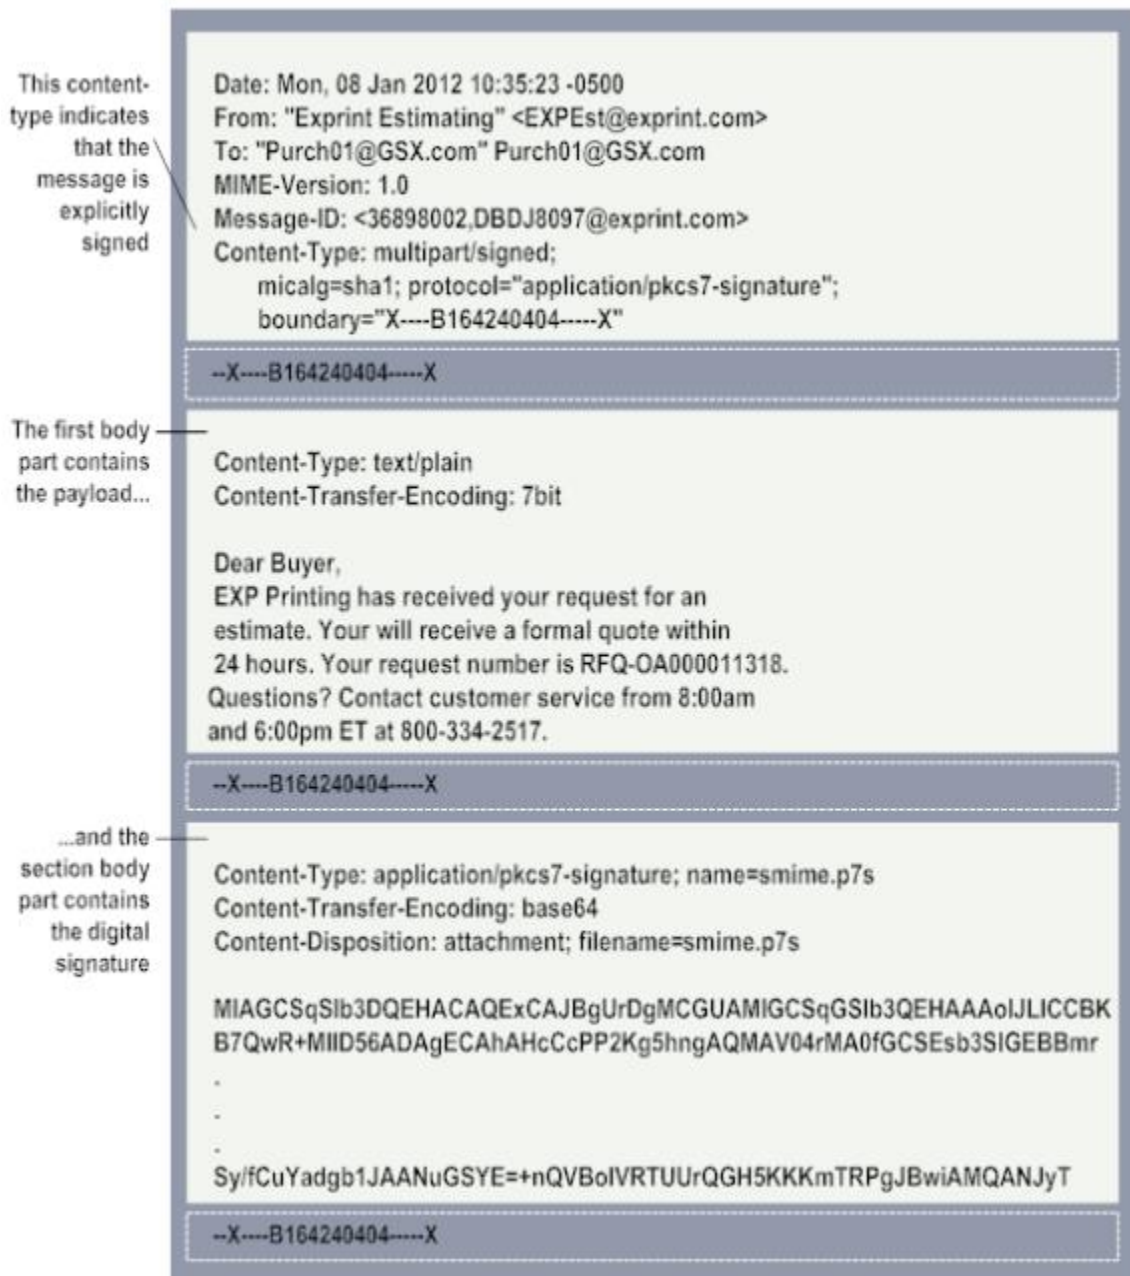 This content-
type indicates
that the
message is
explicitly
signed
Date: Mon, 08 Jan 2012 10:35:23 -0500
From: "Exprint Estimating" <EXPEst@exprint.com>
To: "Purch01@GSX.com" Purch01@GSX.com
MIME-Version: 1.0
Message-ID: <36898002,DBDJ8097@exprint.com>
Content-Type: multipart/signed;
micalg=sha1; protocol="application/pkcs7-signature";
boundary="X----B164240404-----X"
--X----B164240404-----X
The first body
part contains
the payload...
Content-Type: text/plain
Content-Transfer-Encoding: 7bit
Dear Buyer,
EXP Printing has received your request for an
estimate. Your will receive a formal quote within
24 hours. Your request number is RFQ-OA000011318.
Questions? Contact customer service from 8:00am
and 6:00pm ET at 800-334-2517.
--X----B164240404-----X
...and the
section body
part contains
the digital
signature
Content-Type: application/pkcs7-signature; name=smime.p7s
Content-Transfer-Encoding: base64
Content-Disposition: attachment; filename=smime.p7s
MIAGCSqSIb3DQEHACAQExCAJBgUrDgMCGUAMIGCSqGSIb3QEHAAAoIJLICCBK
B7QwR+MIID56ADAgECAhAHcCcPP2Kg5hngAQMAV04rMA0fGCSEsb3SIGEBBmr
.
.
.
Sy/fCuYadgb1JAANuGSYE=+nQVBolVRTUUrQGH5KKKmTRPgJBwiAMQANJyT
--X----B164240404-----X